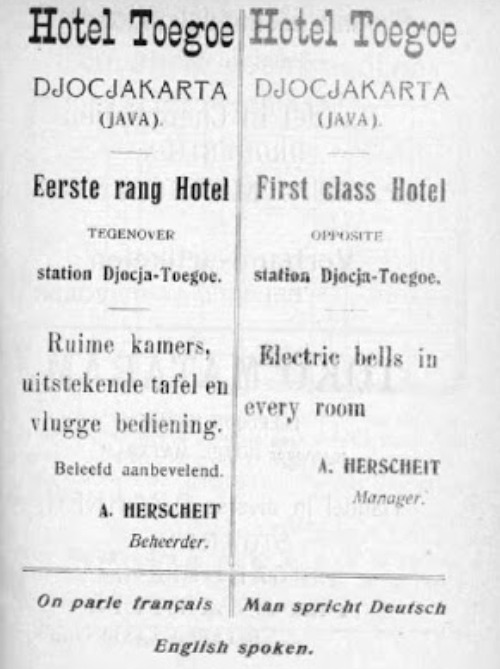 Hotel Toegoe
DJOCJAKARTA
(JAVA).
Eerste rang Hotel
TEGENOVER
station Djocja-Toegoe.
Ruime kamers,
uitstekende tafel en
vlugge bediening.
Beleefd aanbevelend.
A. HERSCHEIT
Beheerder.
Hotel Toegoe
DJOCJAKARTA
(JAVA).
First class Hotel
OPPOSITE
station Djocja-Toegoe.
Electric bells in
every room
A. HERSCHEIT
Manager.
On parle français
Man spricht Deutsch
English spoken.